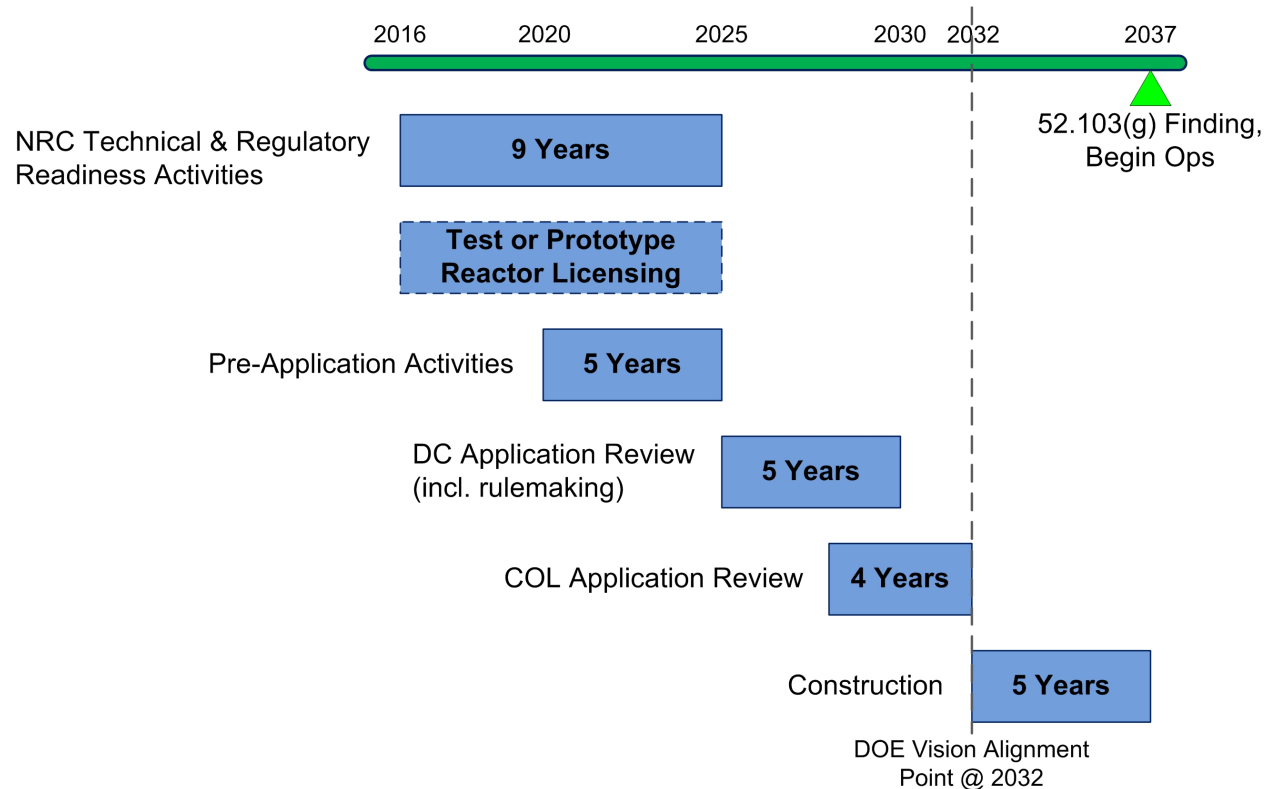 2016 2020 2025 2030 2032 2037
52.103(g) Finding,
Begin Ops
NRC Technical & Regulatory
Readiness Activities
9 Years
Test or Prototype
Reactor Licensing
Pre-Application Activities
5 Years
DC Application Review
(incl. rulemaking)
5 Years
COL Application Review
4 Years
Construction
5 Years
DOE Vision Alignment
Point @ 2032